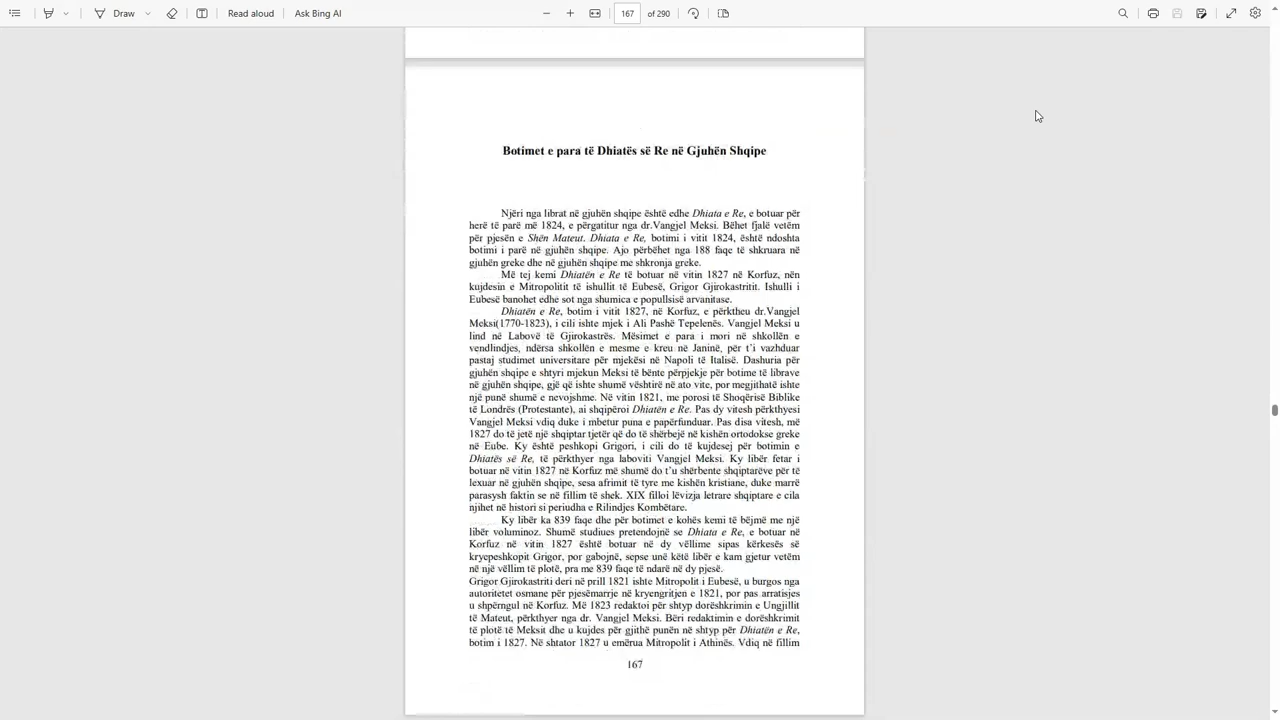 Draw
Read aloud
Ask Bing AI
167 of 290
Botimet e para të Dhiatës së Re në Gjuhën Shqipe
Njëri nga librat në gjuhën shqipe është edhe Dhiata e Re, e botuar për
herë të parë më 1824, e përgatitur nga dr.Vangjel Meksi. Bëhet fjalë vetëm
për pjesën e Shën Mateut. Dhiata e Re, botimi i vitit 1824, është ndoshta
botimi i parë në gjuhën shqipe. Ajo përbëhet nga 188 faqe të shkruara në
gjuhën greke dhe në gjuhën shqipe me shkronja greke.
Më tej kemi Dhiatën e Re të botuar në vitin 1827 në Korfuz, nën
kujdesin e Mitropolitit të ishullit të Eubesë, Grigor Gjirokastritit. Ishulli i
Eubesë banohet edhe sot nga shumica e popullsisë arvanitase.
Dhiatën e Re, botim i vitit 1827, në Korfuz, e përktheu dr.Vangjel
Meksi(1770-1823), i cili ishte mjek i Ali Pashë Tepelenës. Vangjel Meksi u
lind në Labovë të Gjirokastrës. Mësimet e para i mori në shkollën e
vendlindjes, ndërsa shkollën e mesme e kreu në Janinë, për t'i vazhduar
pastaj studimet universitare për mjekësi në Napoli të Italisë. Dashuria për
gjuhën shqipe e shtyri mjekun Meksi të bënte përpjekje për botime të librave
në gjuhën shqipe, gjë që ishte shumë vështirë në ato vite, por megjithatë ishte
një punë shumë e nevojshme. Në vitin 1821, me porosi të Shoqërisë Biblike
të Londrës (Protestante), ai shqipëroi Dhiatën e Re. Pas dy vitesh përkthyesi
Vangjel Meksi vdiq duke i mbetur puna e papërfunduar. Pas disa vitesh, më
1827 do të jetë një shqiptar tjetër që do të shërbejë në kishën ortodokse greke
në Eube. Ky është peshkopi Grigori, i cili do të kujdesej për botimin e
Dhiatës së Re, të përkthyer nga laboviti Vangjel Meksi. Ky libër fetar i
botuar në vitin 1827 në Korfuz më shumë do t'u shërbente shqiptarëve për të
lexuar në gjuhën shqipe, sesa afrimit të tyre me kishën kristiane, duke marrë
parasysh faktin se në fillim të shek. XIX filloi lëvizja letrare shqiptare e cila
njihet në histori si periudha e Rilindjes Kombëtare.
Ky libër ka 839 faqe dhe për botimet e kohës kemi të bëjmë me një
libër voluminoz. Shumë studiues pretendojnë se Dhiata e Re, e botuar në
Korfuz në vitin 1827 është botuar në dy vëllime sipas kërkesës së
kryepeshkopit Grigor, por gabojnë, sepse unë këtë libër e kam gjetur vetëm
në një vëllim të plotë, pra me 839 faqe të ndarë në dy pjesë.
Grigor Gjirokastriti deri në prill 1821 ishte Mitropolit i Eubesë, u burgos nga
autoritetet osmane për pjesëmarrje në kryengritjen e 1821, por pas arratisjes
u shpërngul në Korfuz. Më 1823 redaktoi për shtyp dorëshkrimin e Ungjillit
të Mateut, përkthyer nga dr. Vangjel Meksi. Bëri redaktimin e dorëshkrimit
të plotë të Meksit dhe u kujdes për gjithë punën në shtyp për Dhiatën e Re,
botim i 1827. Në shtator 1827 u emërua Mitropolit i Athinës. Vdiq në fillim
167